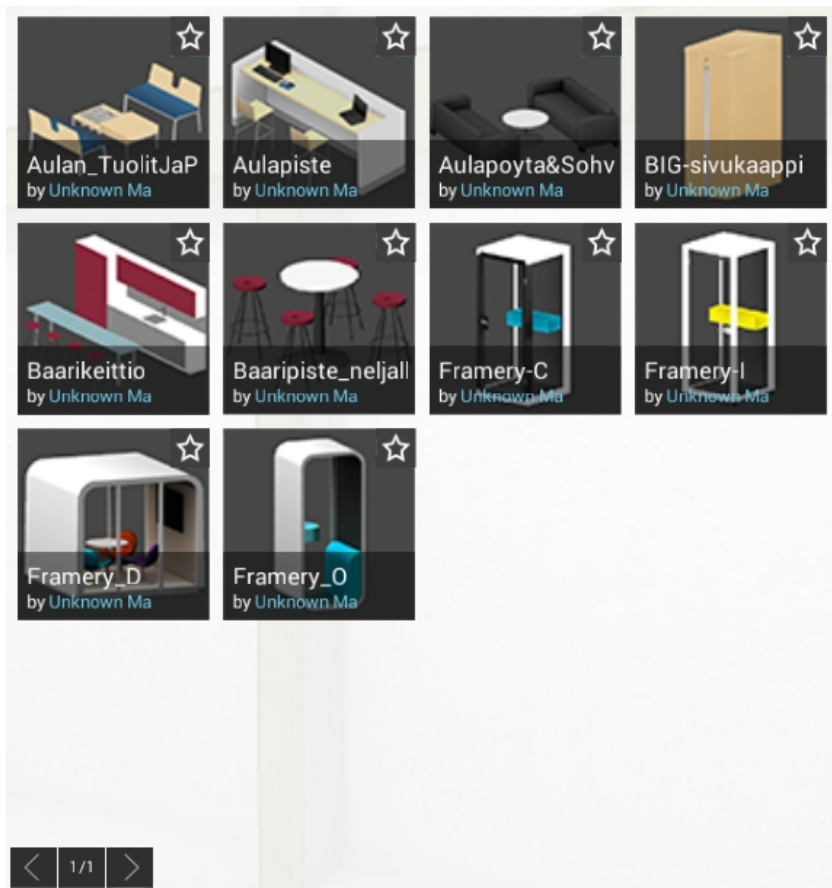 Aulan_TuolitJaP
by Unknown Ma
Aulapiste
by Unknown Ma
Aulapoyta&Sohv
by Unknown Ma
BIG-sivukaappi
by Unknown Ma
Baarikeittio
by Unknown Ma
Baaripiste_neljall
by Unknown Ma
Framery-C
by Unknown Ma
Framery-I
by Unknown Ma
Framery_D
by Unknown Ma
Framery_O
by Unknown Ma
1/1